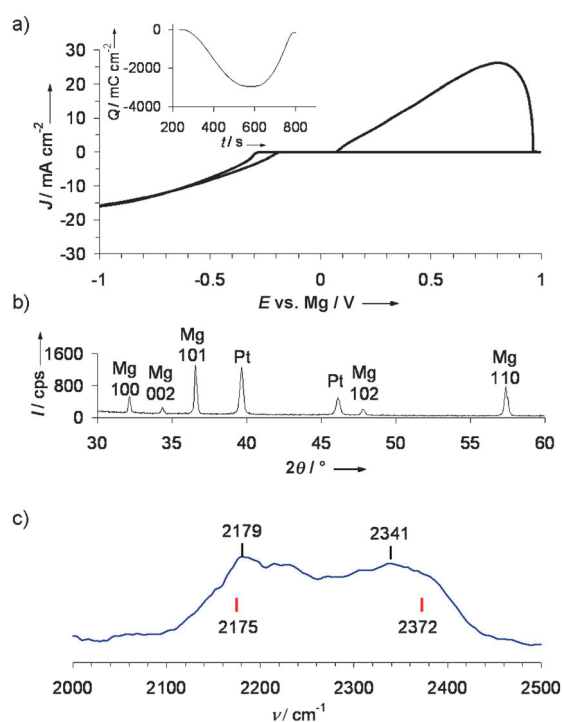 a)
30
20
10
0
-10
-20
-30
J / mA cm-2
0
-2000
-4000
Q / mC cm-2
200 400 600 800
t / s
-1 -0.5 0 0.5 1
E vs. Mg / V
b)
1600
800
0
I / cps
Mg
100
Mg
002
Mg
101
Pt
Pt
Mg
102
Mg
110
30 35 40 45 50 55 60
2θ / °
c)
2179 2341
2175 2372
2000 2100 2200 2300 2400 2500
ν / cm-1